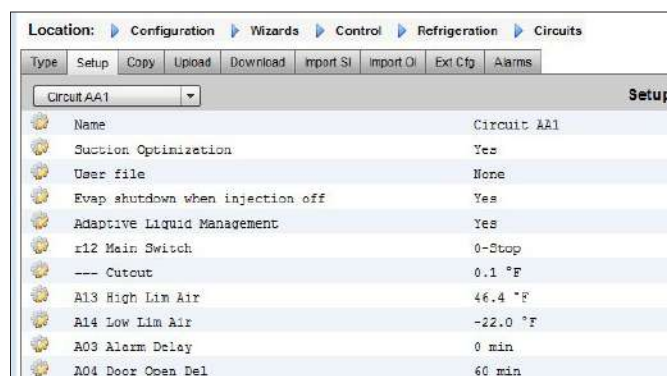 Location: Configuration Wizards Control Refrigeration Circuits
Type Setup Copy Upload Download Import SI Import OI Ext Cfg Alarms
Circuit AA1 Setup
Name Circuit AA1
Suction Optimization Yes
User file None
Evap shutdown when injection off Yes
Adaptive Liquid Management Yes
r12 Main Switch 0-Stop
--- Cutout 0.1 °F
A13 High Lim Air 46.4 °F
A14 Low Lim Air -22.0 °F
A03 Alarm Delay 0 min
A04 Door Open Del 60 min